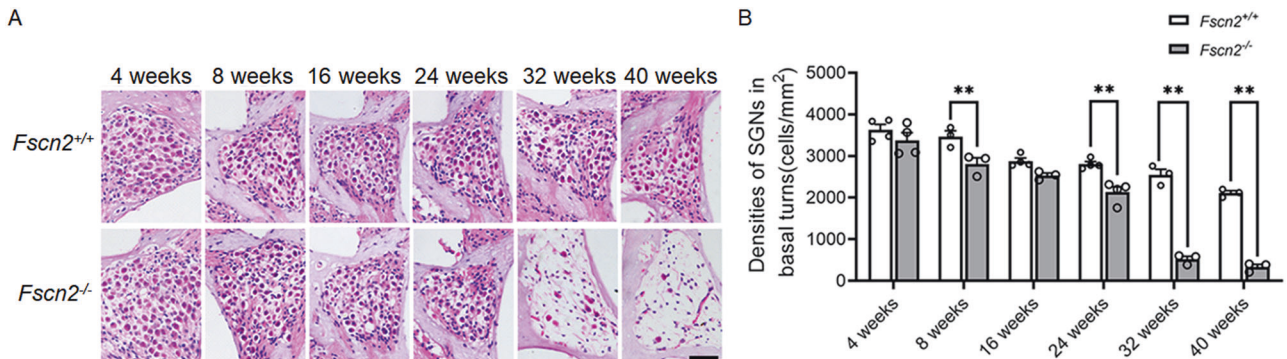 A
4 weeks 8 weeks 16 weeks 24 weeks 32 weeks 40 weeks
Fscn2+/+
Fscn2-/-
B
Fscn2+/+
Fscn2-/-
Densities of SGNs in
basal turns(cells/mm2)
5000
4000
3000
2000
1000
0
** ** ** **
4 weeks 8 weeks 16 weeks 24 weeks 32 weeks 40 weeks